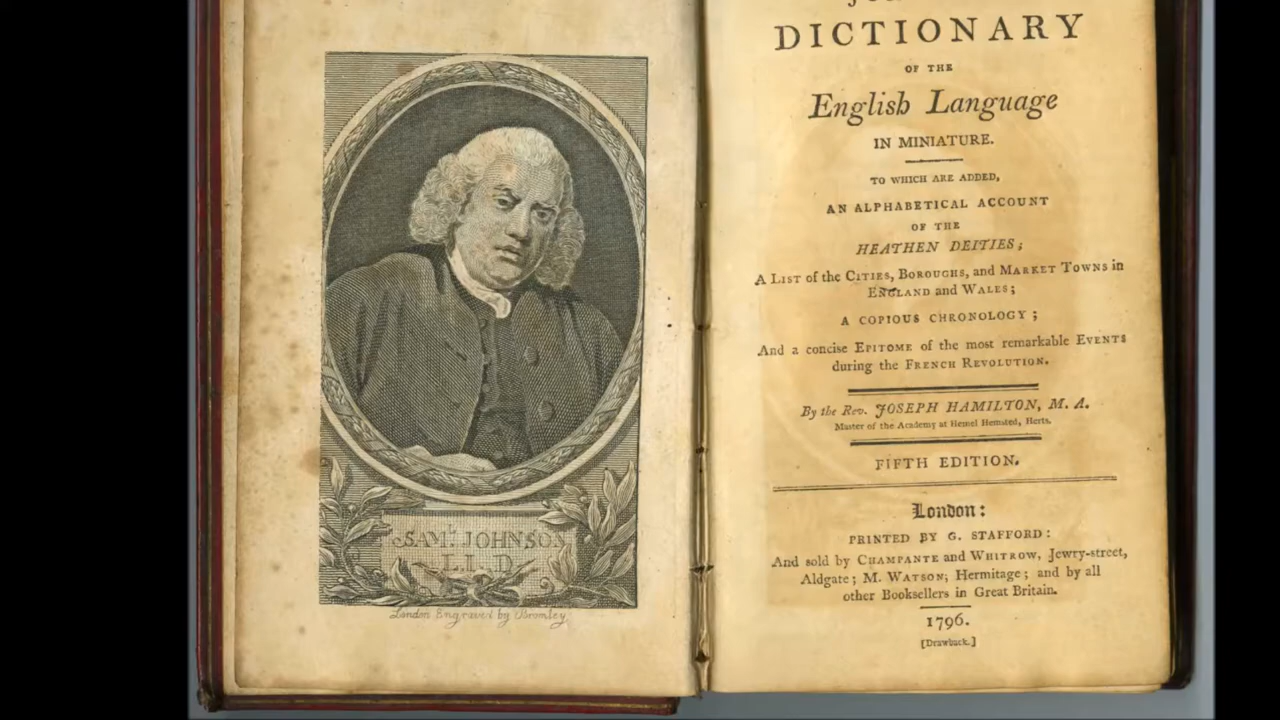 SAML. JOHNSON
L.L.D.
London Engraved by Bromley
DICTIONARY
OF THE
English Language
IN MINIATURE.
TO WHICH ARE ADDED,
AN ALPHABETICAL ACCOUNT
OF THE
HEATHEN DEITIES;
A LIST of the CITIES, BOROUGHS, and MARKET TOWNS in
ENGLAND and WALES;
A COPIOUS CHRONOLOGY;
And a concise EPITOME of the most remarkable EVENTS
during the FRENCH REVOLUTION.
By the Rev. JOSEPH HAMILTON, M. A.
Master of the Academy at Hemel Hemsted, Herts.
FIFTH EDITION.
London:
PRINTED BY G. STAFFORD:
And sold by CHAMPANTE and WHITROW, Jewry-street,
Aldgate; M. WATSON, Hermitage; and by all
other Booksellers in Great Britain.
1796.
[Drawback.]